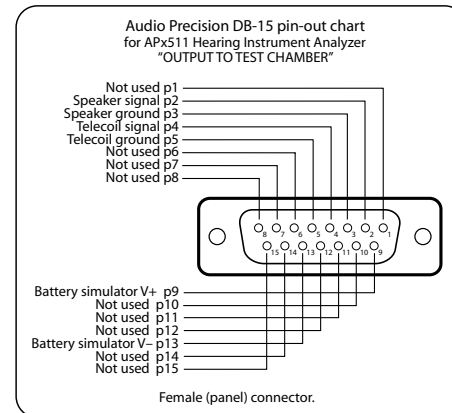 Audio Precision DB-15 pin-out chart
for APx511 Hearing Instrument Analyzer
“OUTPUT TO TEST CHAMBER”
Not used p1
Speaker signal p2
Speaker ground p3
Telecoil signal p4
Telecoil ground p5
Not used p6
Not used p7
Not used p8
8 7 6 5 4 3 2 1
15 14 13 12 11 10 9
Battery simulator V+ p9
Not used p10
Not used p11
Not used p12
Battery simulator V– p13
Not used p14
Not used p15
Female (panel) connector.